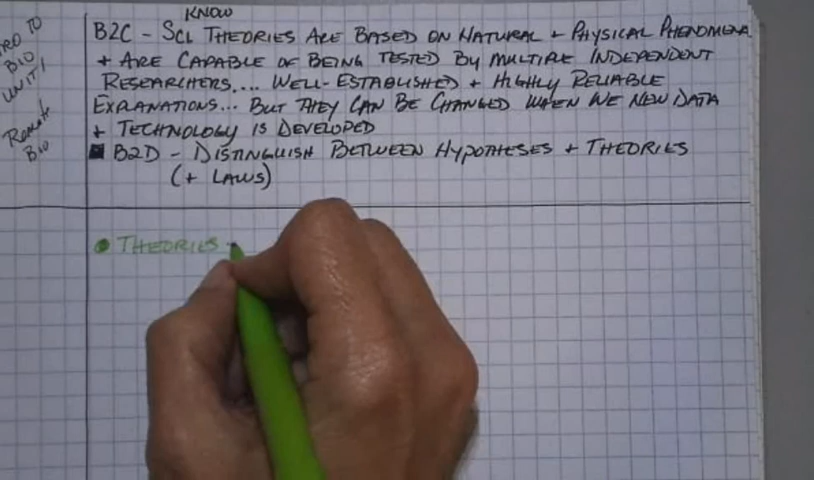 INTRO TO
BIO
UNIT 1
Remote
Bio
KNOW
B2C - SCI THEORIES ARE BASED ON NATURAL + PHYSICAL PHENOMENA
+ ARE CAPABLE OF BEING TESTED BY MULTIPLE INDEPENDENT
RESEARCHERS.... WELL-ESTABLISHED + HIGHLY RELIABLE
EXPLANATIONS... BUT THEY CAN BE CHANGED WHEN WE NEW DATA
+ TECHNOLOGY IS DEVELOPED
B2D - DISTINGUISH BETWEEN HYPOTHESES + THEORIES
(+ LAWS)
THEORIES -